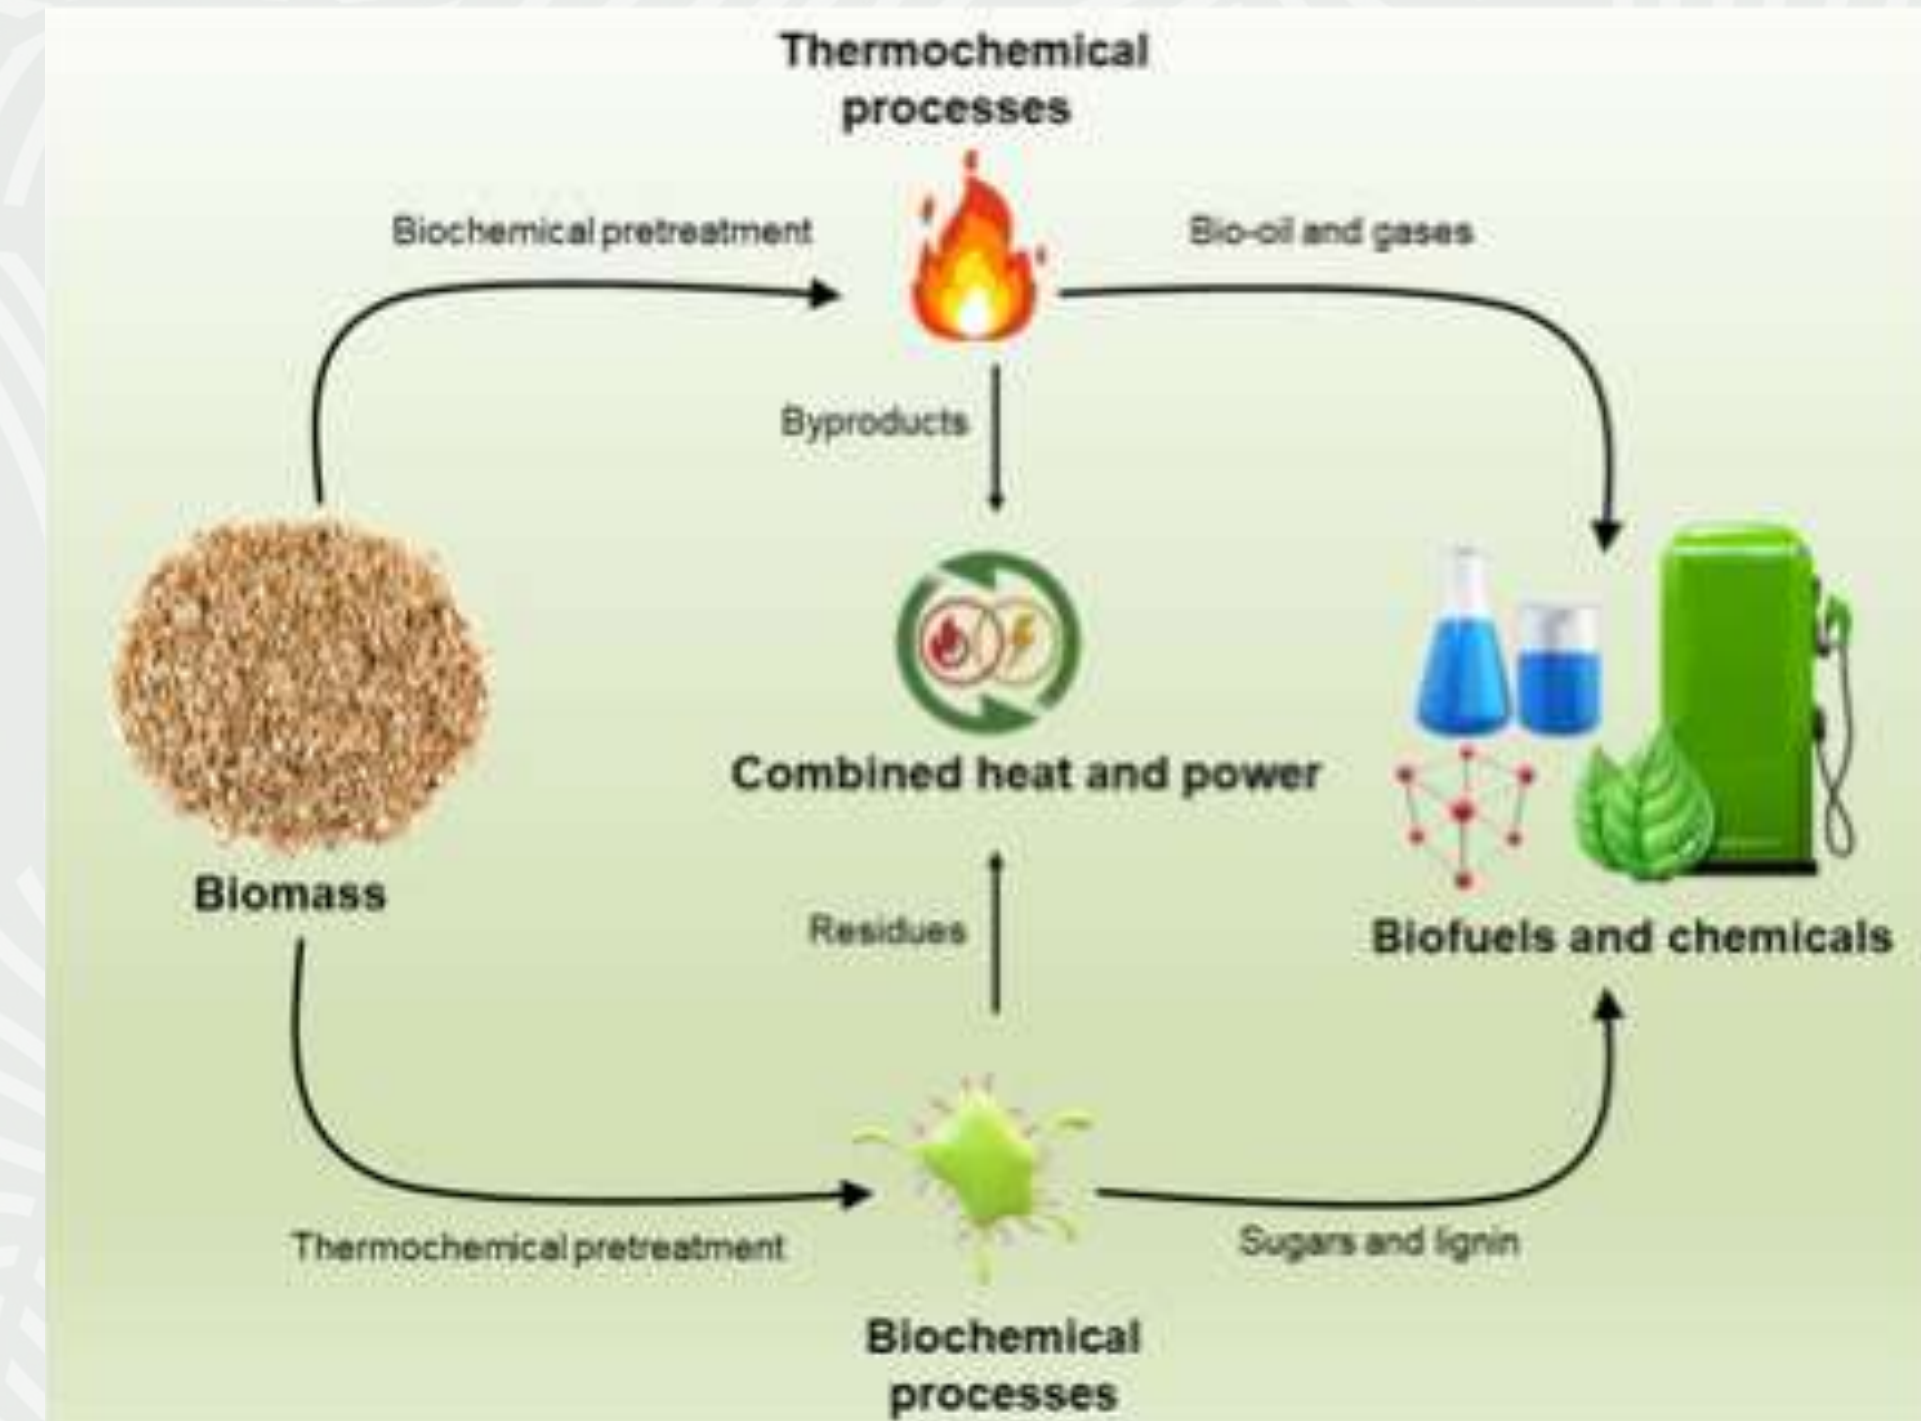 Thermochemical
processes
Biochemical pretreatment
Bio-oil and gases
Byproducts
Combined heat and power
Biomass
Residues
Biofuels and chemicals
Thermochemical pretreatment
Sugars and lignin
Biochemical
processes